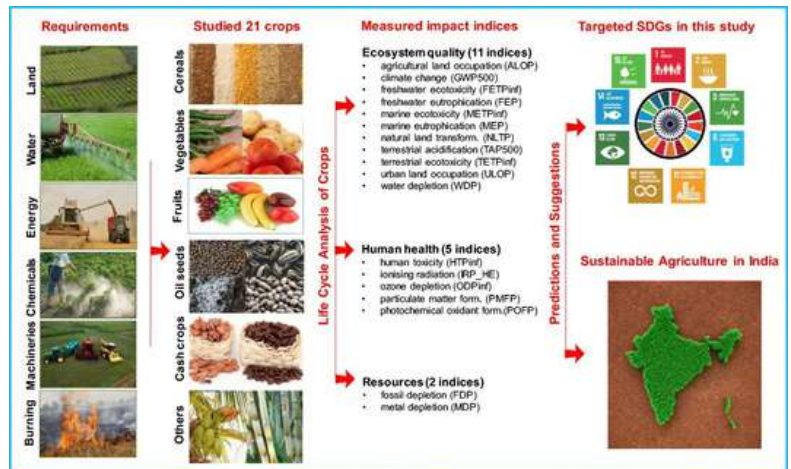 Requirements
Land
Water
Energy
Chemicals
Machineries
Burning
Studied 21 crops
Cereals
Vegetables
Fruits
Oil seeds
Cash crops
Others
Life Cycle Analysis of Crops
Measured impact indices
Ecosystem quality (11 indices)
• agricultural land occupation (ALOP)
• climate change (GWP500)
• freshwater ecotoxicity (FETPinf)
• freshwater eutrophication (FEP)
• marine ecotoxicity (METPinf)
• marine eutrophication (MEP)
• natural land transform. (NLTP)
• terrestrial acidification (TAP500)
• terrestrial ecotoxicity (TETPinf)
• urban land occupation (ULOP)
• water depletion (WDP)
Human health (5 indices)
• human toxicity (HTPinf)
• ionising radiation (IRP_HE)
• ozone depletion (ODPinf)
• particulate matter form. (PMFP)
• photochemical oxidant form.(POFP)
Resources (2 indices)
• fossil depletion (FDP)
• metal depletion (MDP)
Predictions and Suggestions
Targeted SDGs in this study
Sustainable Agriculture in India